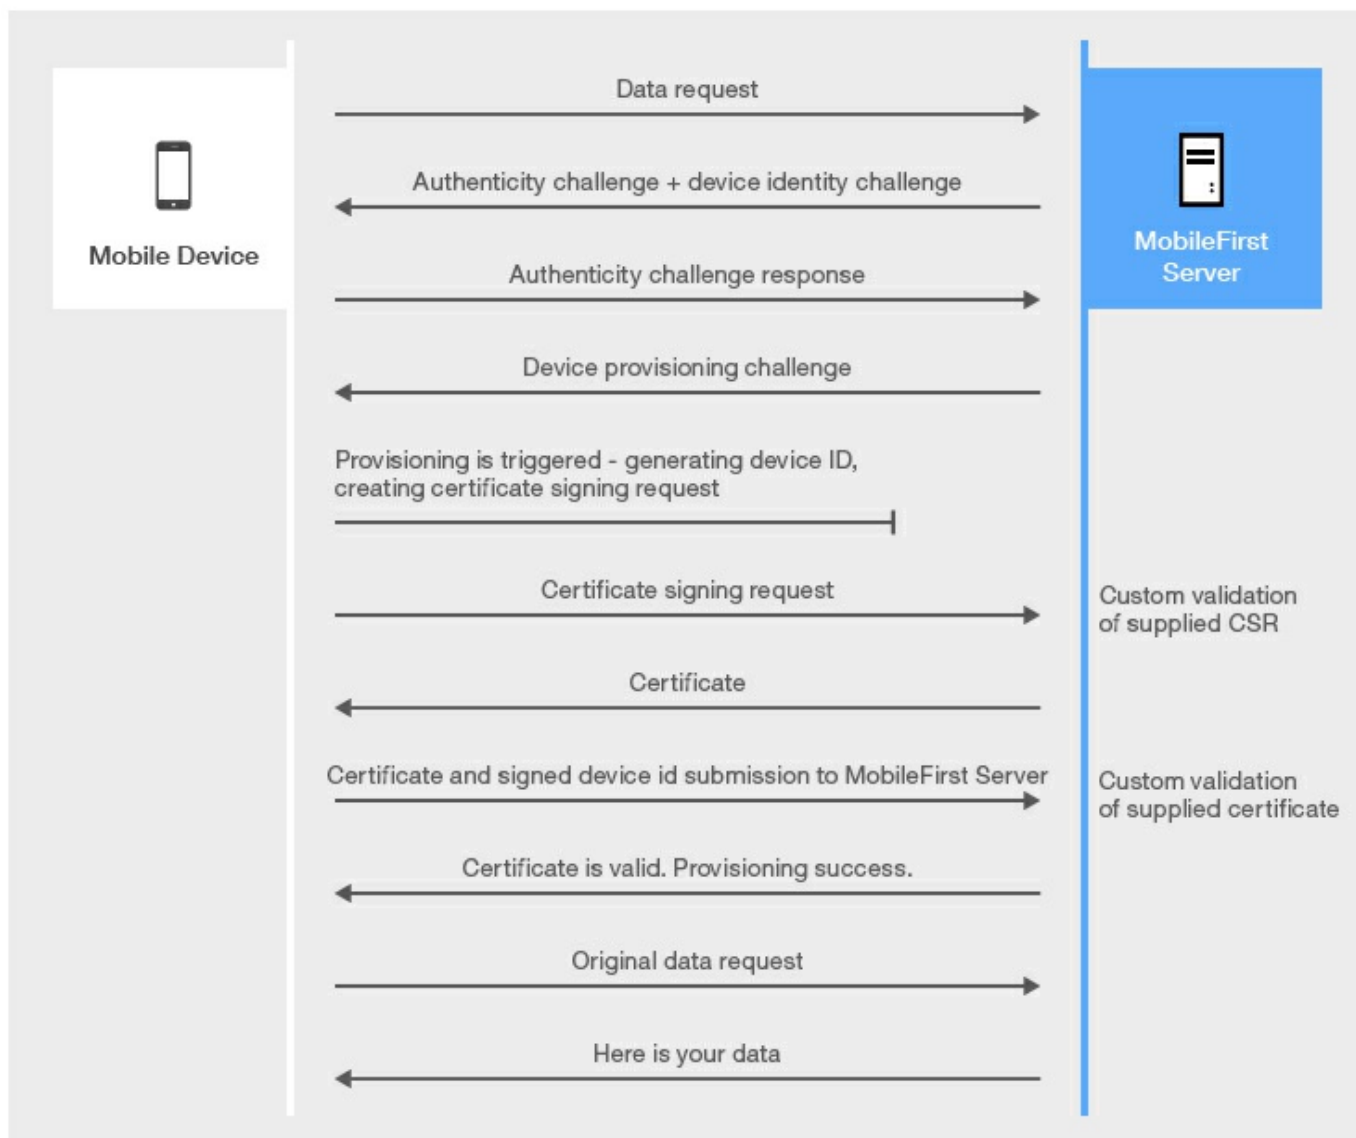 Data request
Authenticity challenge + device identity challenge
Mobile Device
MobileFirst
Server
Authenticity challenge response
Device provisioning challenge
Provisioning is triggered - generating device ID,
creating certificate signing request
Certificate signing request
Custom validation
of supplied CSR
Certificate
Certificate and signed device id submission to MobileFirst Server
Custom validation
of supplied certificate
Certificate is valid. Provisioning success.
Original data request
Here is your data